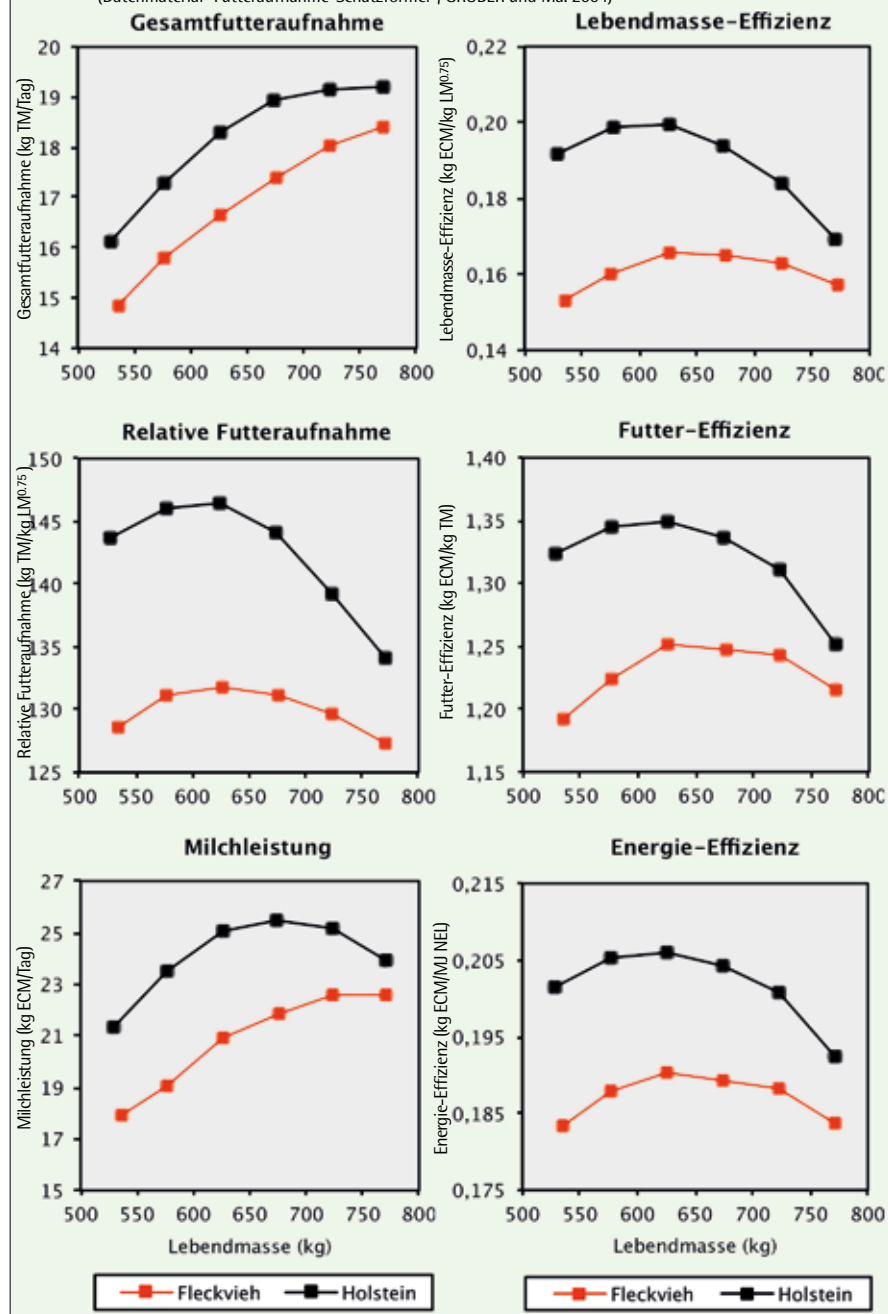 (Datenmaterial "Futteraufnahme-Schätzformel",
Gesamtfutteraufnahme
Gesamtfutteraufnahme (kg TM/Tag)
20
19
18
17
16
15
14
500 550 600 650 700 750 800
Lebendmasse-Effizienz
Lebendmasse-Effizienz (kg ECM/kg LM0.75)
0,22
0,20
0,18
0,16
0,14
500 550 600 650 700 750 800
Relative Futteraufnahme
Relative Futteraufnahme (kg TM/kg LM0.75)
150
145
140
135
130
125
500 550 600 650 700 750 800
Futter-Effizienz
Futter-Effizienz (kg ECM/kg TM)
1,40
1,35
1,30
1,25
1,20
1,15
500 550 600 650 700 750 800
Milchleistung
Milchleistung (kg ECM/Tag)
27
25
23
21
19
17
15
500 550 600 650 700 750 800
Lebendmasse (kg)
Energie-Effizienz
Energie-Effizienz (kg ECM/MJ NEL)
0,215
0,205
0,195
0,185
0,175
500 550 600 650 700 750 800
Lebendmasse (kg)
Fleckvieh Holstein
Fleckvieh Holstein